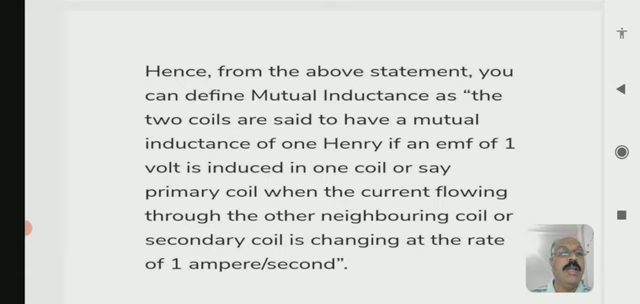 Hence, from the above statement, you
can define Mutual Inductance as “the
two coils are said to have a mutual
inductance of one Henry if an emf of 1
volt is induced in one coil or say
primary coil when the current flowing
through the other neighbouring coil or
secondary coil is changing at the rate
of 1 ampere/second”.